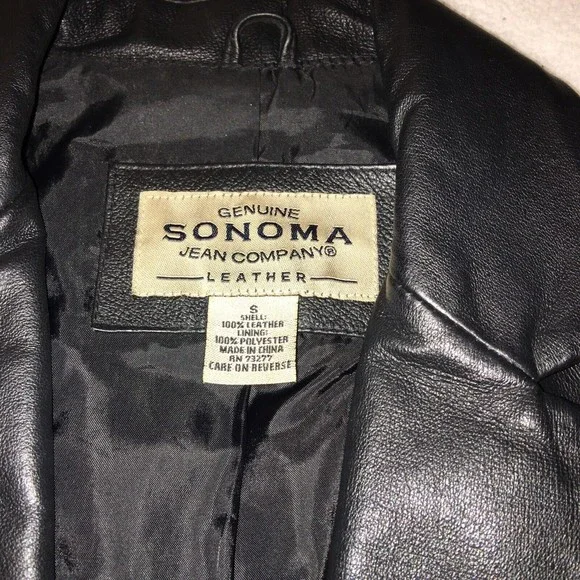 GENUINE
SONOMA
JEAN COMPANY®
LEATHER
S
SHELL:
100% LEATHER
LINING:
100% POLYESTER
MADE IN CHINA
RN 73277
CARE ON REVERSE